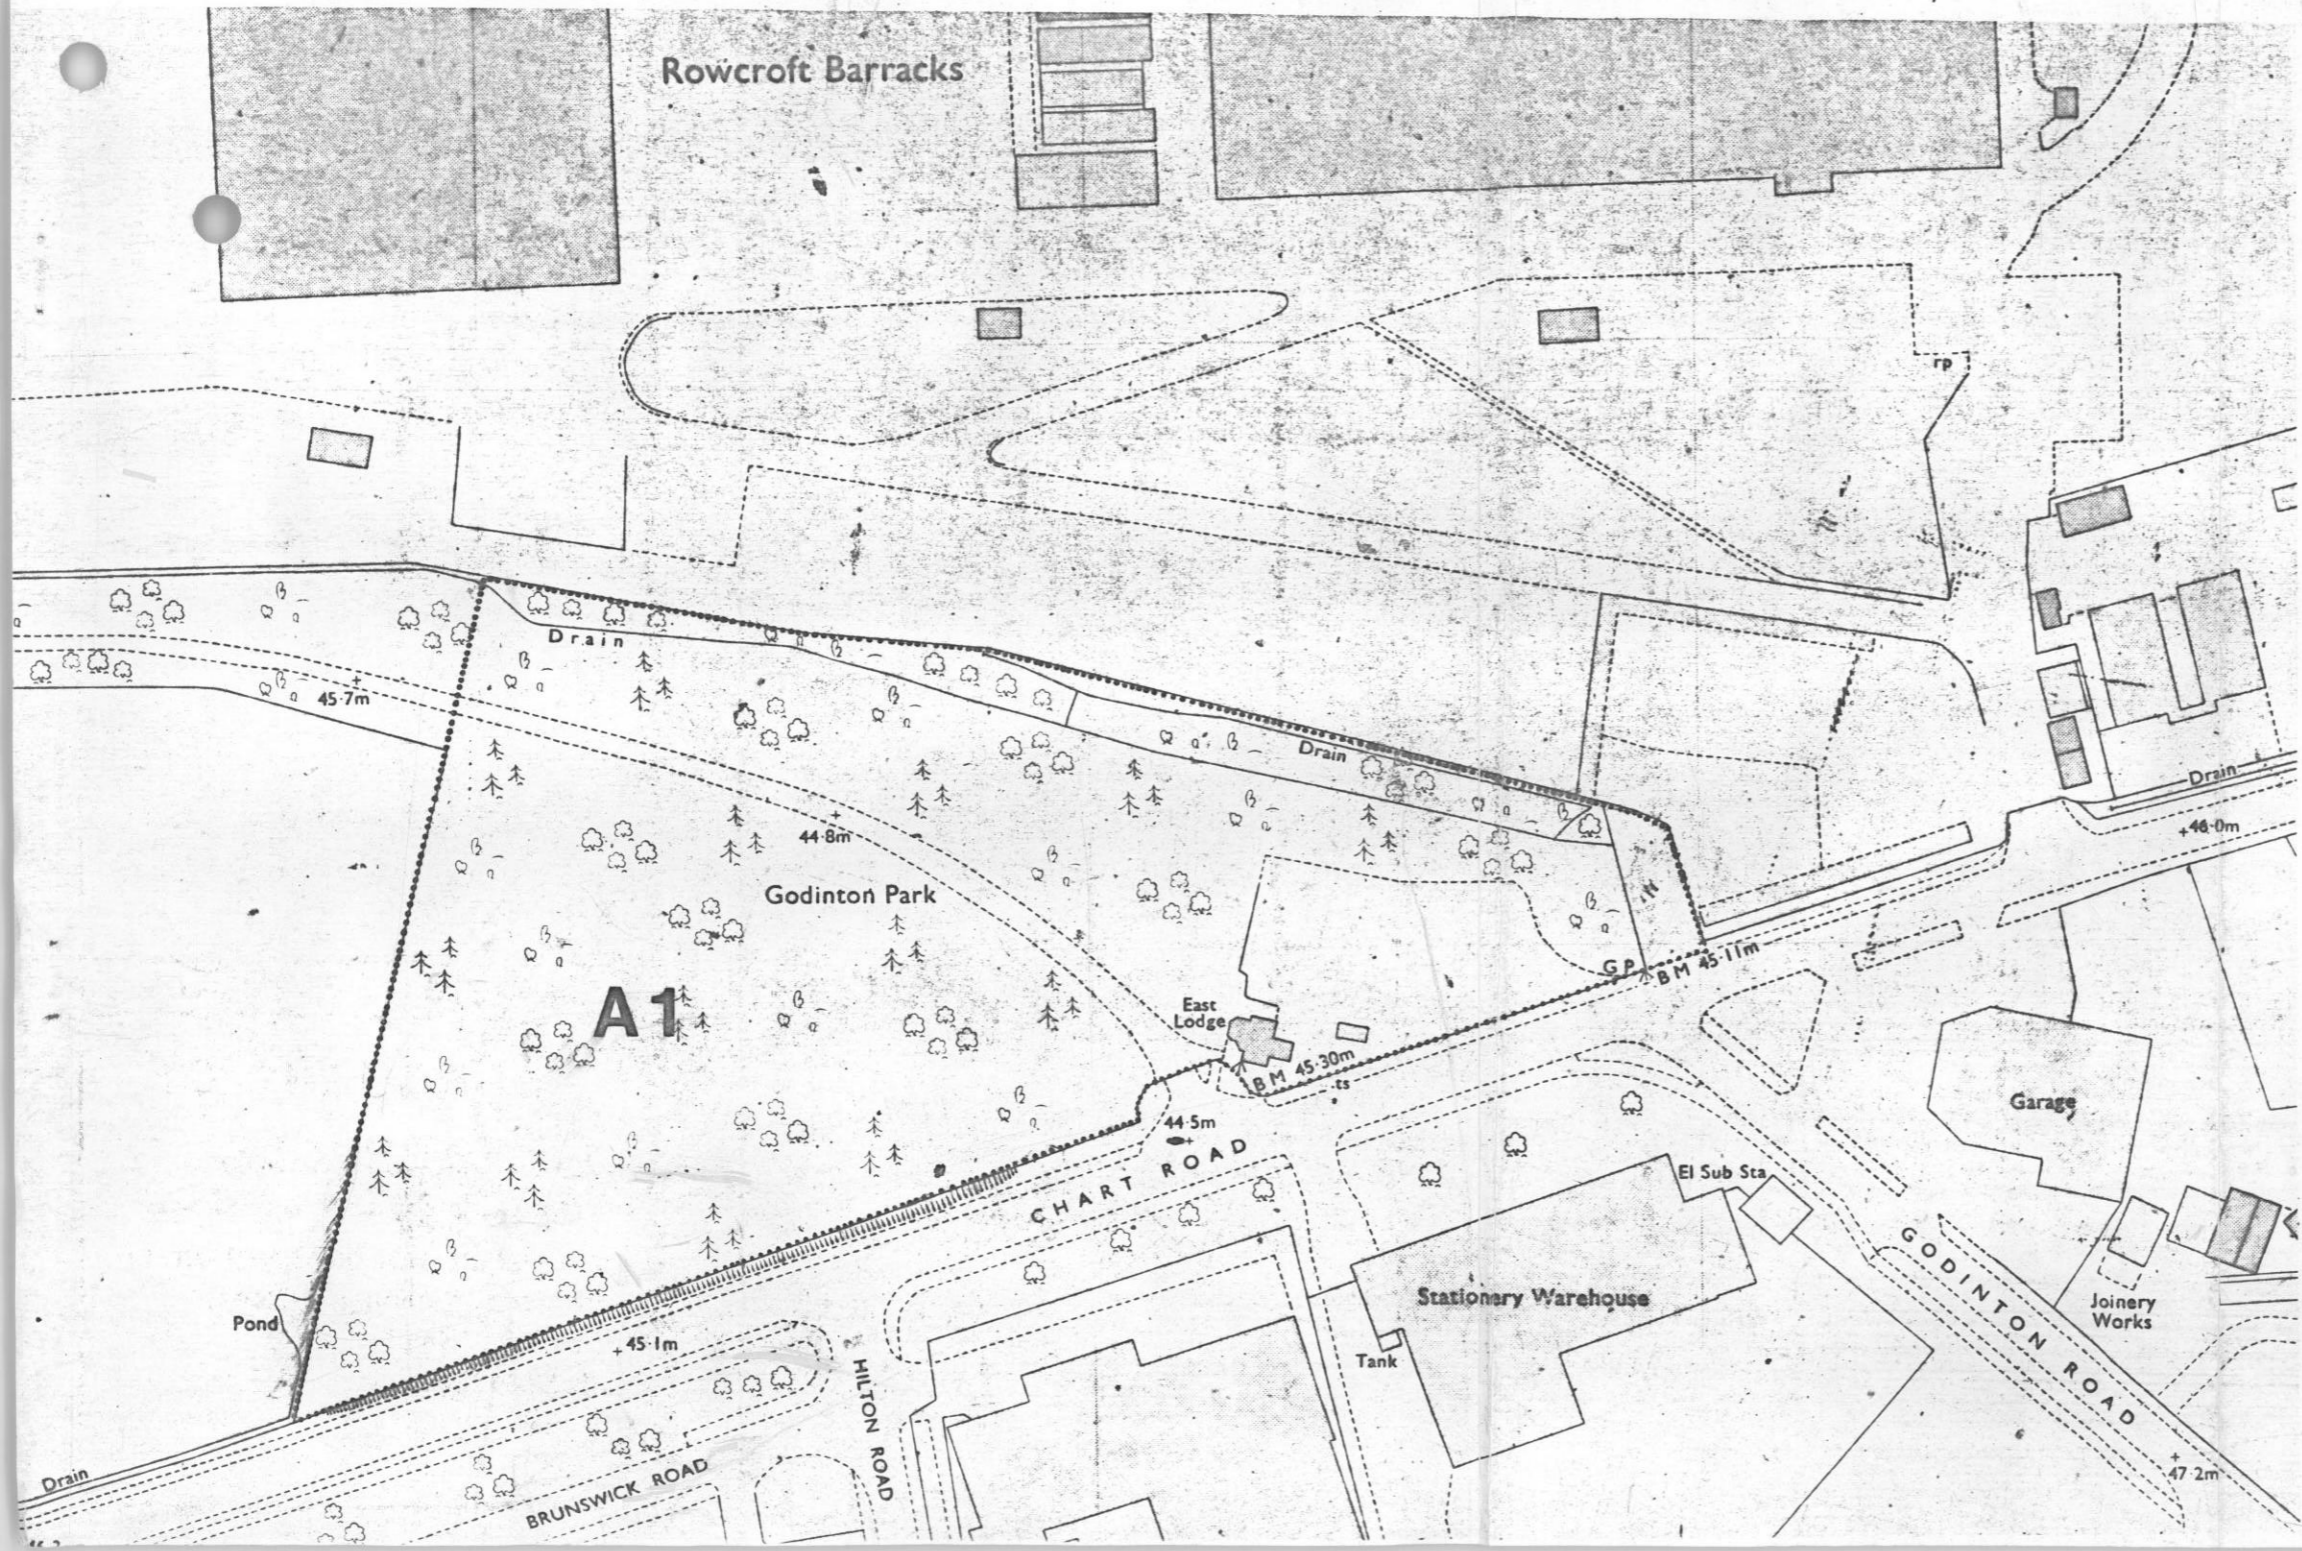 Rowcroft Barracks
rp
Drain
45·7m
Drain
Drain
46·0m
44·8m
Godinton Park
GP
BM 45·11m
A1
East
Lodge
BM 45·30m
ts
44·5m
Garage
CHART ROAD
El Sub Sta
GODINTON ROAD
Stationery Warehouse
Joinery
Works
Pond
45·1m
Tank
HILTON ROAD
Drain
BRUNSWICK ROAD
47·2m